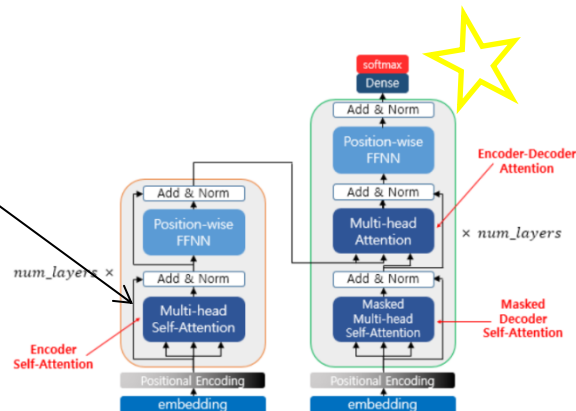 softmax
Dense
Add & Norm
Position-wise
FFNN
Encoder-Decoder
Attention
Add & Norm
Add & Norm
Position-wise
FFNN
Multi-head
Attention
× num_layers
num_layers ×
Add & Norm
Add & Norm
Multi-head
Self-Attention
Masked
Multi-head
Self-Attention
Masked
Decoder
Self-Attention
Encoder
Self-Attention
Positional Encoding
Positional Encoding
embedding
embedding